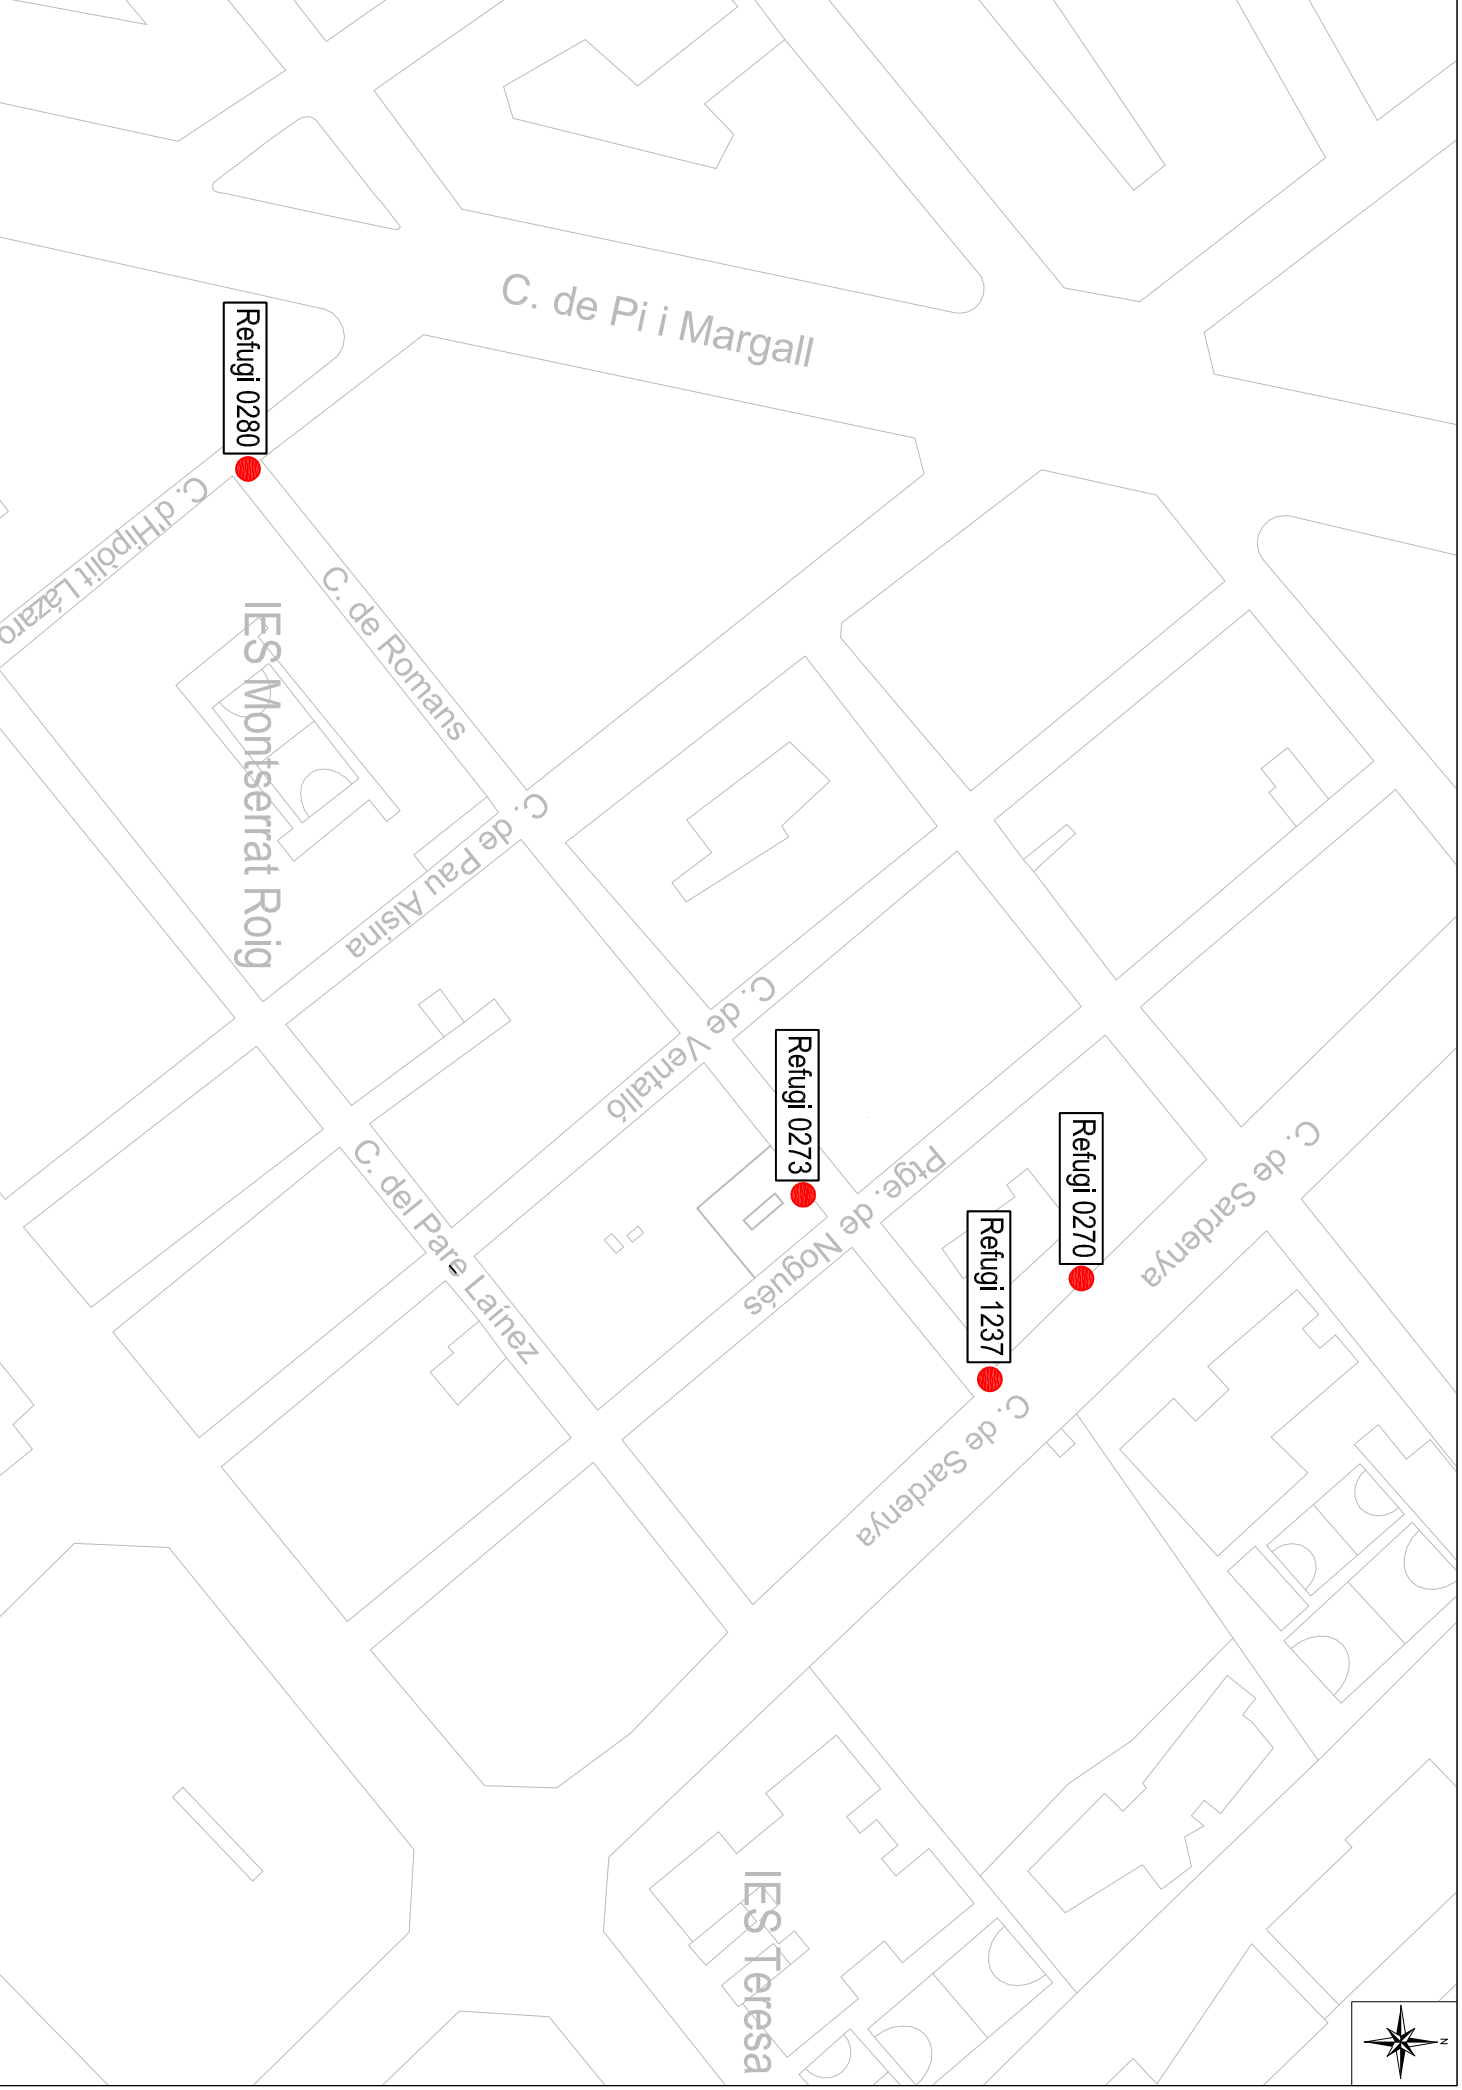 C. de Pi i Margall
Refugi 0280
C. d'Hipòlit Lázaro
C. de Romans
IES Montserrat Roig
C. de Pau Alsina
C. de Ventalló
Refugi 0273
Refugi 0270
C. de Sardenya
Ptge. de Nogués
Refugi 1237
C. del Pare Laínez
C. de Sardenya
IES Teresa
N